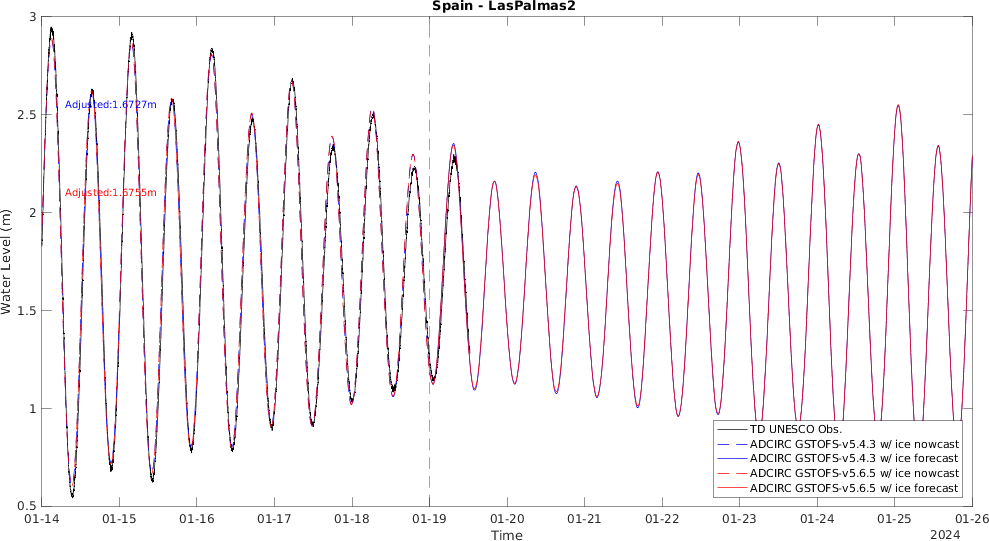 Spain - LasPalmas2
3
2.5
2
1.5
1
0.5
Water Level (m)
Adjusted:1.6727m
Adjusted:1.6755m
TD UNESCO Obs.
ADCIRC GSTOFS-v5.4.3 w/ ice nowcast
ADCIRC GSTOFS-v5.4.3 w/ ice forecast
ADCIRC GSTOFS-v5.6.5 w/ ice nowcast
ADCIRC GSTOFS-v5.6.5 w/ ice forecast
01-14 01-15 01-16 01-17 01-18 01-19 01-20 01-21 01-22 01-23 01-24 01-25 01-26
Time
2024